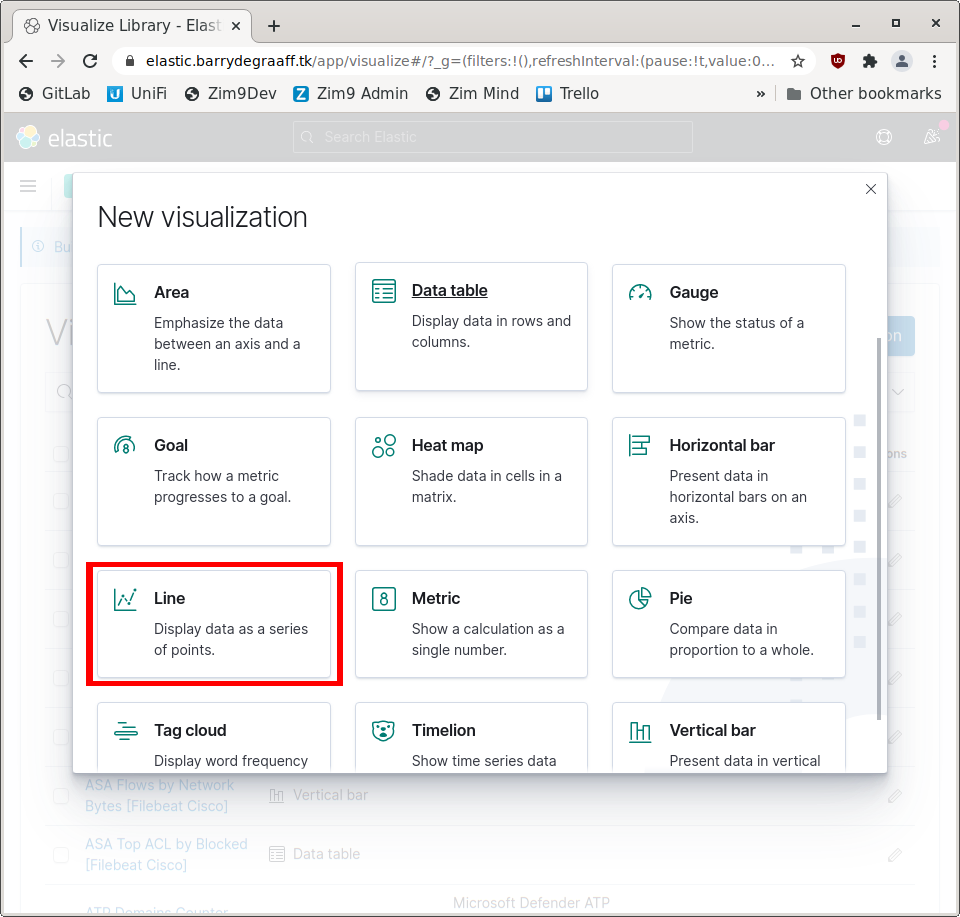 Visualize Library - Elast
elastic.barrydegraaff.tk/app/visualize#/?_g=(filters:!(),refreshInterval:(pause:!t,value:0...
GitLab
UniFi
Zim9Dev
Zim9 Admin
Zim Mind
Trello
»
Other bookmarks
elastic
Search Elastic
New visualization
Bu
Vi
on
ons
Area
Emphasize the data
between an axis and a
line.
Data table
Display data in rows and
columns.
Gauge
Show the status of a
metric.
Goal
Track how a metric
progresses to a goal.
Heat map
Shade data in cells in a
matrix.
Horizontal bar
Present data in
horizontal bars on an
axis.
Line
Display data as a series
of points.
Metric
Show a calculation as a
single number.
Pie
Compare data in
proportion to a whole.
Tag cloud
Display word frequency
Timelion
Show time series data
Vertical bar
Present data in vertical
ASA Flows by Network
Bytes [Filebeat Cisco]
Vertical bar
ASA Top ACL by Blocked
[Filebeat Cisco]
Data table
ATP Domains Counter
Microsoft Defender ATP